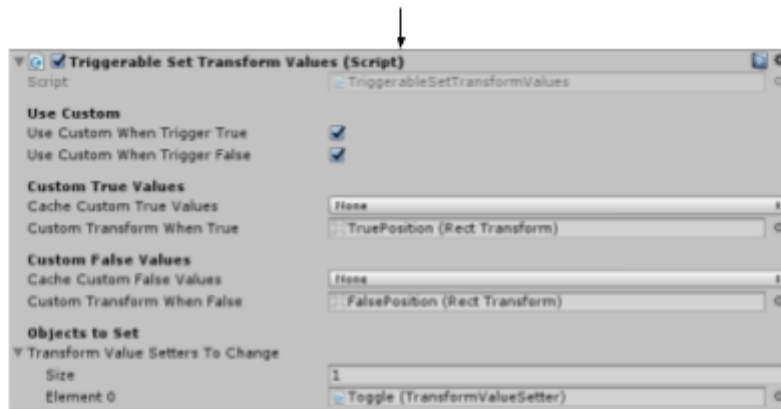 Triggerable Set Transform Values (Script)
Script TriggerableSetTransformValues
Use Custom
Use Custom When Trigger True
Use Custom When Trigger False
Custom True Values
Cache Custom True Values None
Custom Transform When True TruePosition (Rect Transform)
Custom False Values
Cache Custom False Values None
Custom Transform When False FalsePosition (Rect Transform)
Objects to Set
Transform Value Setters To Change
Size 1
Element 0 Toggle (TransformValueSetter)